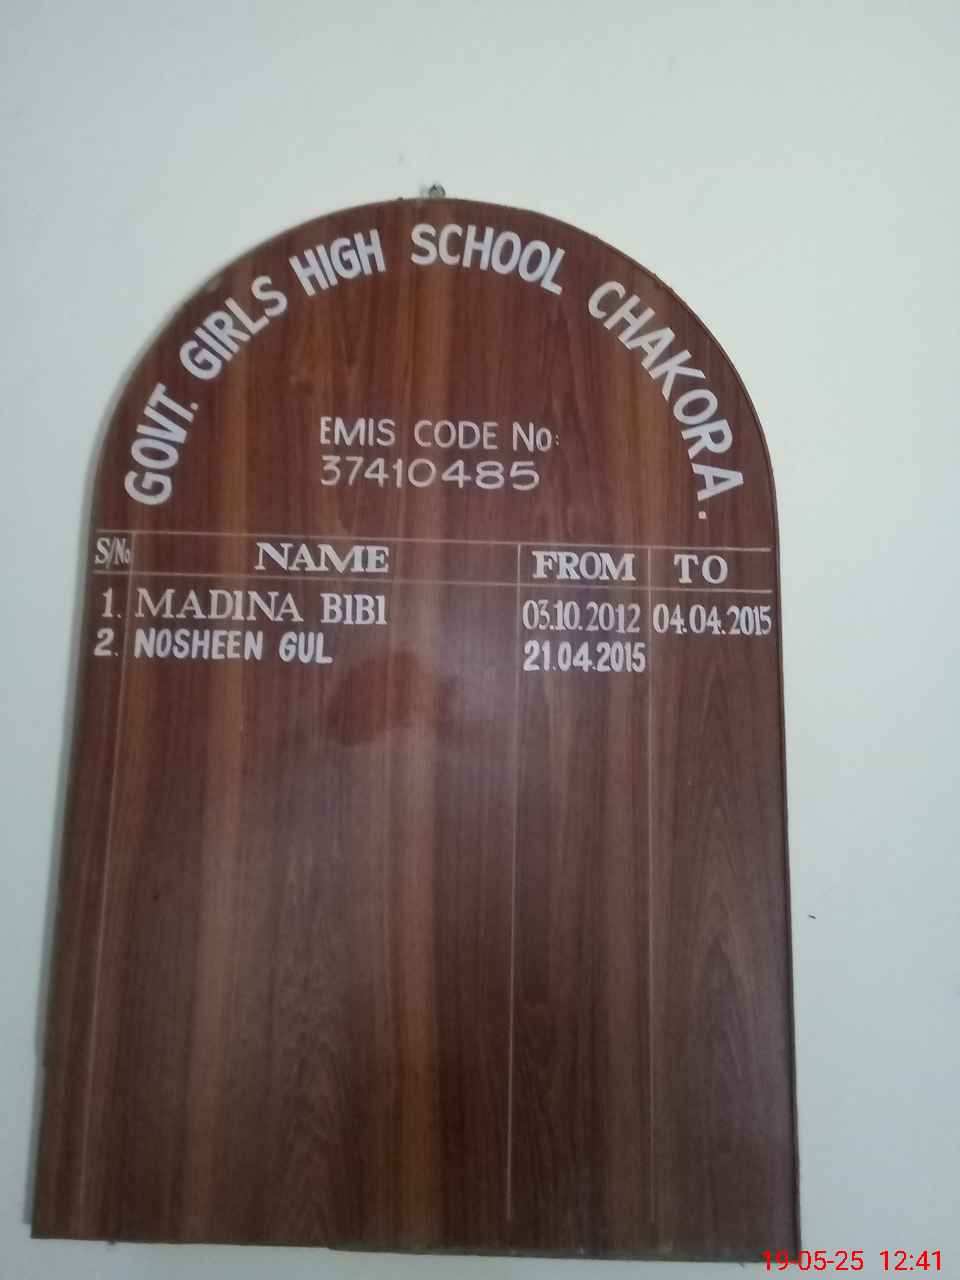 GOVT. GIRLS HIGH SCHOOL CHAKORA.
EMIS CODE No:
37410485
S/No NAME FROM TO
1. MADINA BIBI 03.10.2012 04.04.2015
2. NOSHEEN GUL 21.04.2015
19-05-25 12:41